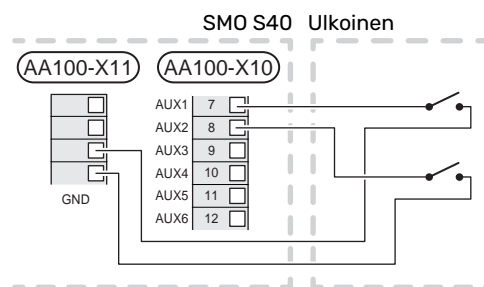 SMO S40 Ulkoinen
AA100-X11 AA100-X10
AUX1 7
AUX2 8
AUX3 9
AUX4 10
AUX5 11
AUX6 12
GND